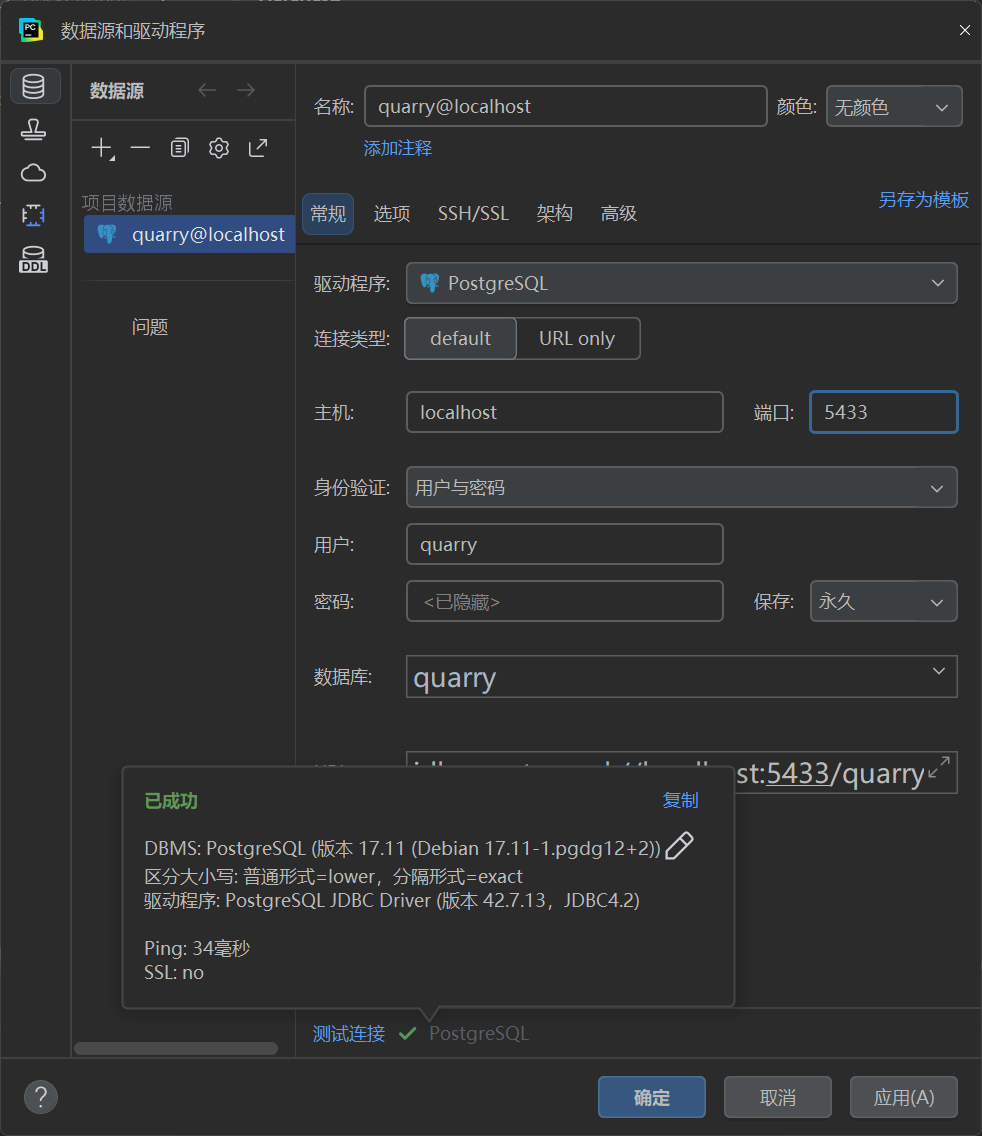 PC
数据源和驱动程序
数据源
名称: quarry@localhost 颜色: 无颜色
添加注释
项目数据源
quarry@localhost
DDL
问题
另存为模板
常规 选项 SSH/SSL 架构 高级
驱动程序: PostgreSQL
连接类型: default URL only
主机: localhost 端口: 5433
身份验证: 用户与密码
用户: quarry
密码: <已隐藏> 保存: 永久
数据库: quarry
st:5433/quarry
已成功 复制
DBMS: PostgreSQL (版本 17.11 (Debian 17.11-1.pgdg12+2))
区分大小写: 普通形式=lower，分隔形式=exact
驱动程序: PostgreSQL JDBC Driver (版本 42.7.13，JDBC4.2)
Ping: 34毫秒
SSL: no
测试连接 PostgreSQL
? 确定 取消 应用(A)